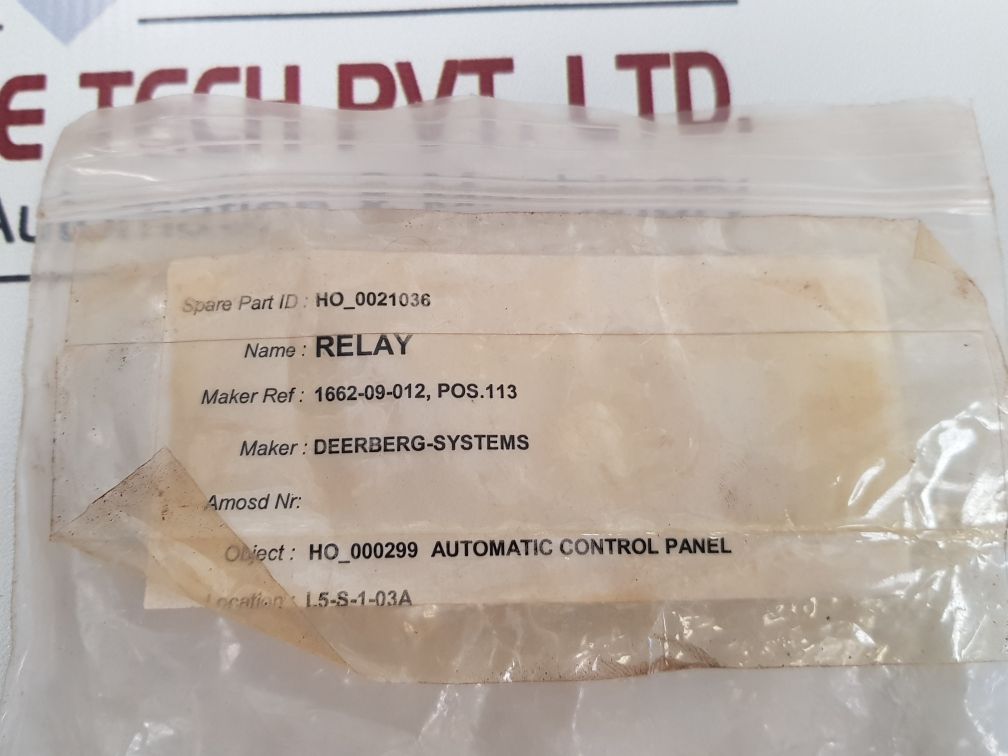 E TECH PVT. LTD.
Automation &
Spare Part ID : HO_0021036
Name : RELAY
Maker Ref : 1662-09-012, POS.113
Maker : DEERBERG-SYSTEMS
Amosd Nr:
Object : HO_000299 AUTOMATIC CONTROL PANEL
Location : L5-S-1-03A